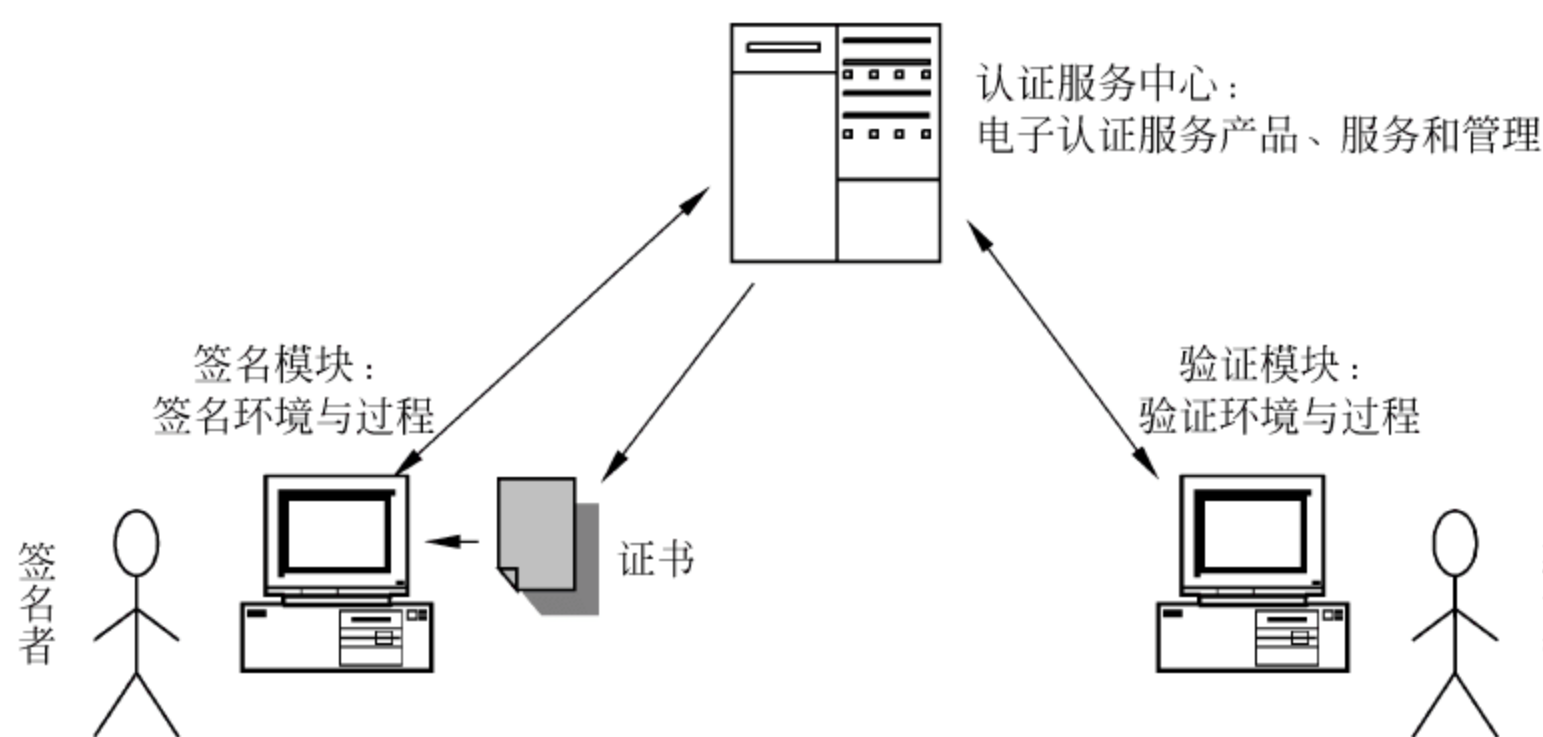 认证服务中心：
电子认证服务产品、服务和管理
签名模块：
签名环境与过程
验证模块：
验证环境与过程
签名者
证书